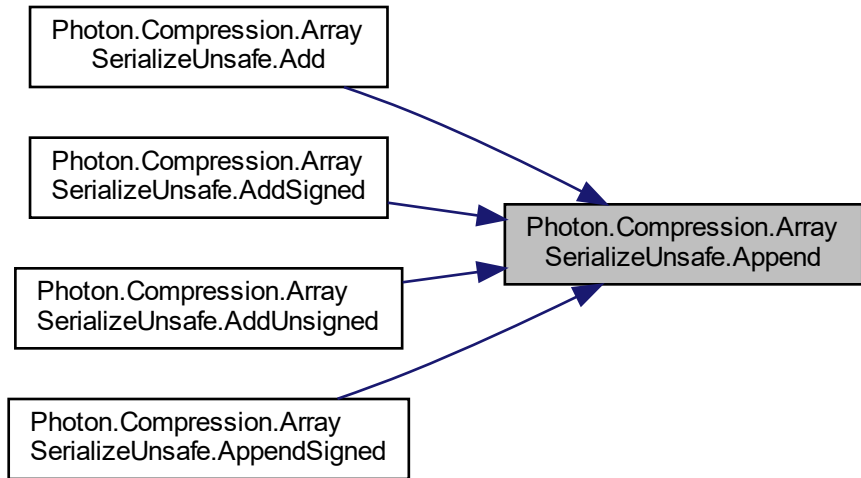 Photon.Compression.Array
SerializeUnsafe.Add
Photon.Compression.Array
SerializeUnsafe.AddSigned
Photon.Compression.Array
SerializeUnsafe.Append
Photon.Compression.Array
SerializeUnsafe.AddUnsigned
Photon.Compression.Array
SerializeUnsafe.AppendSigned